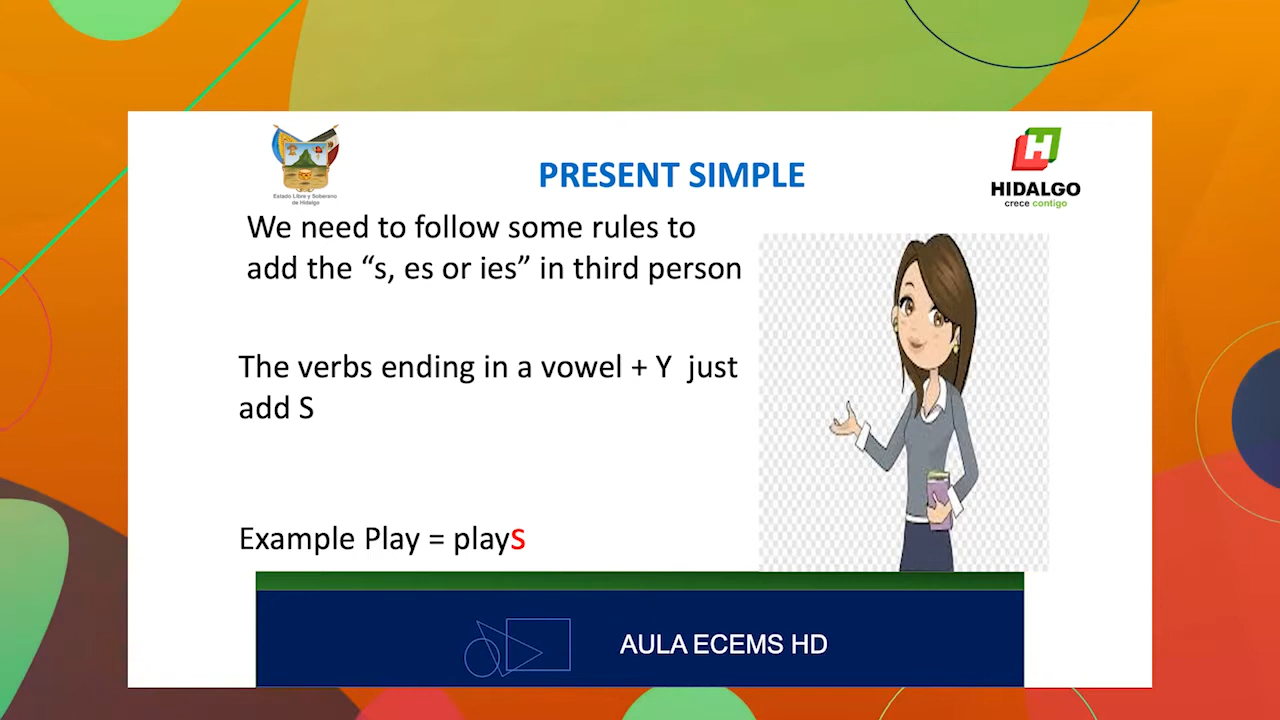 Estado Libre y Soberano
de Hidalgo
PRESENT SIMPLE
H
HIDALGO
crece contigo
We need to follow some rules to
add the “s, es or ies” in third person
The verbs ending in a vowel + Y just
add S
Example Play = plays
AULA ECEMS HD